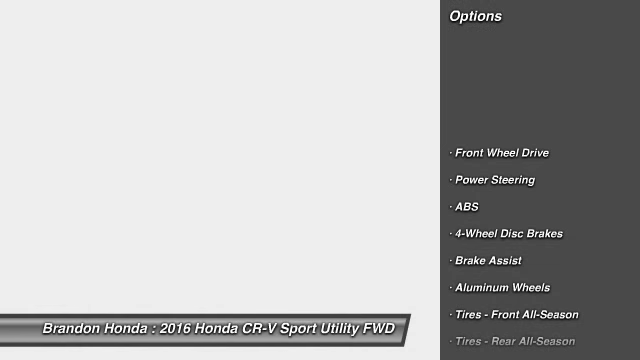 Options
· Front Wheel Drive
· Power Steering
· ABS
· 4-Wheel Disc Brakes
· Brake Assist
· Aluminum Wheels
· Tires - Front All-Season
· Tires - Rear All-Season
Brandon Honda : 2016 Honda CR-V Sport Utility FWD